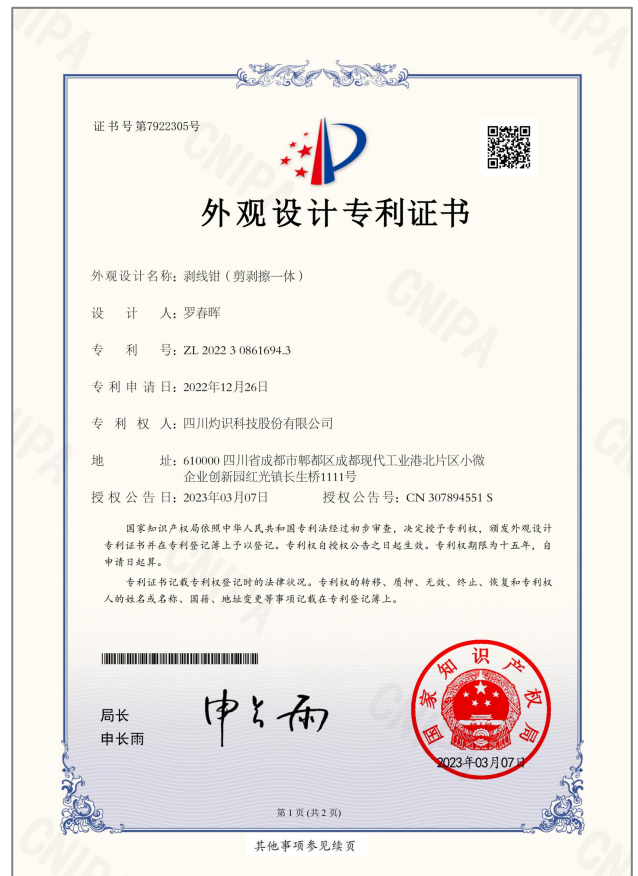 证书号第7922305号
外观设计专利证书
外观设计名称：剥线钳（剪剥擦一体）
设计人：罗春晖
专利号：ZL 2022 3 0861694.3
专利申请日：2022年12月26日
专利权人：四川灼识科技股份有限公司
地址：610000 四川省成都市郫都区成都现代工业港北片区小微
企业创新园红光镇长生桥1111号
授权公告日：2023年03月07日 授权公告号：CN 307894551 S
国家知识产权局依照中华人民共和国专利法经过初步审查，决定授予专利权，颁发外观设计
专利证书并在专利登记簿上予以登记。专利权自授权公告之日起生效。专利权期限为十五年，自
申请日起算。
专利证书记载专利权登记时的法律状况。专利权的转移、质押、无效、终止、恢复和专利权
人的姓名或名称、国籍、地址变更等事项记载在专利登记簿上。
局长
申长雨
申长雨
国家知识产权局
2023年03月07日
第 1 页 (共 2 页)
其他事项参见续页
CNIPA
CNIPA
CNIPA
CNIPA
CNIPA
CNIPA
CNIPA
CNIPA
CNIPA
CNIPA